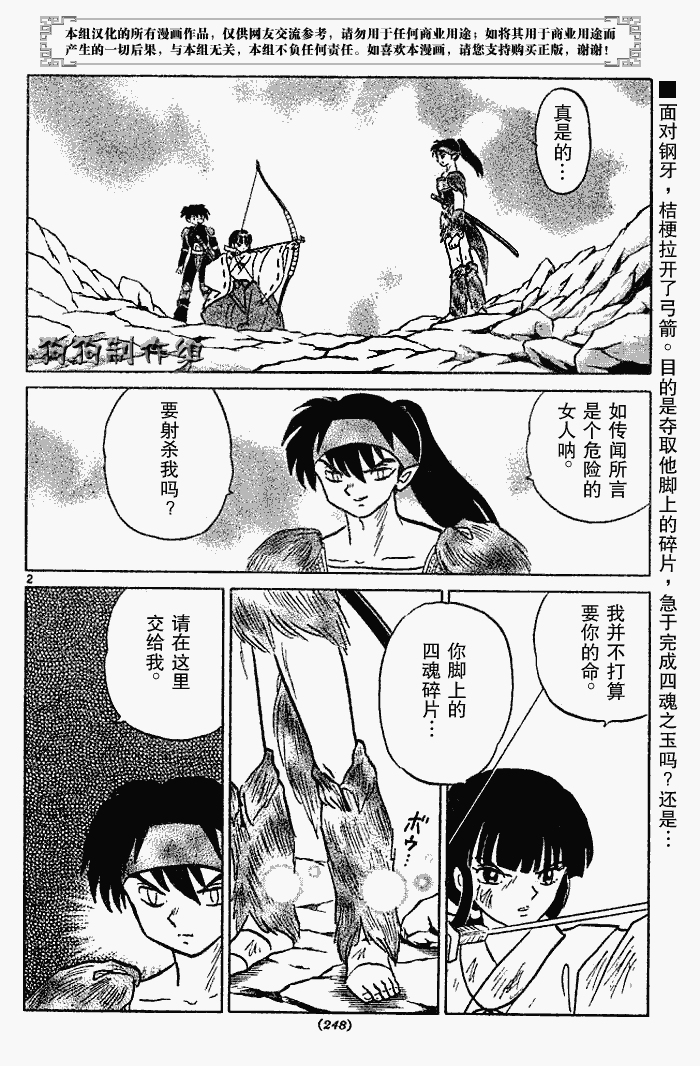 本组汉化的所有漫画作品，仅供网友交流参考，请勿用于任何商业用途；如将其用于商业用途而
产生的一切后果，与本组无关，本组不负任何责任。如喜欢本漫画，请您支持购买正版，谢谢！
■面对钢牙，桔梗拉开了弓箭。目的是夺取他脚上的碎片，急于完成四魂之玉吗？还是…
真是的…
狗狗制作组
如传闻所言
是个危险的
女人呐。
要射杀我吗？
2
我并不打算
要你的命。
你脚上的
四魂碎片…
ボウ…
请在这里
交给我。
(248)